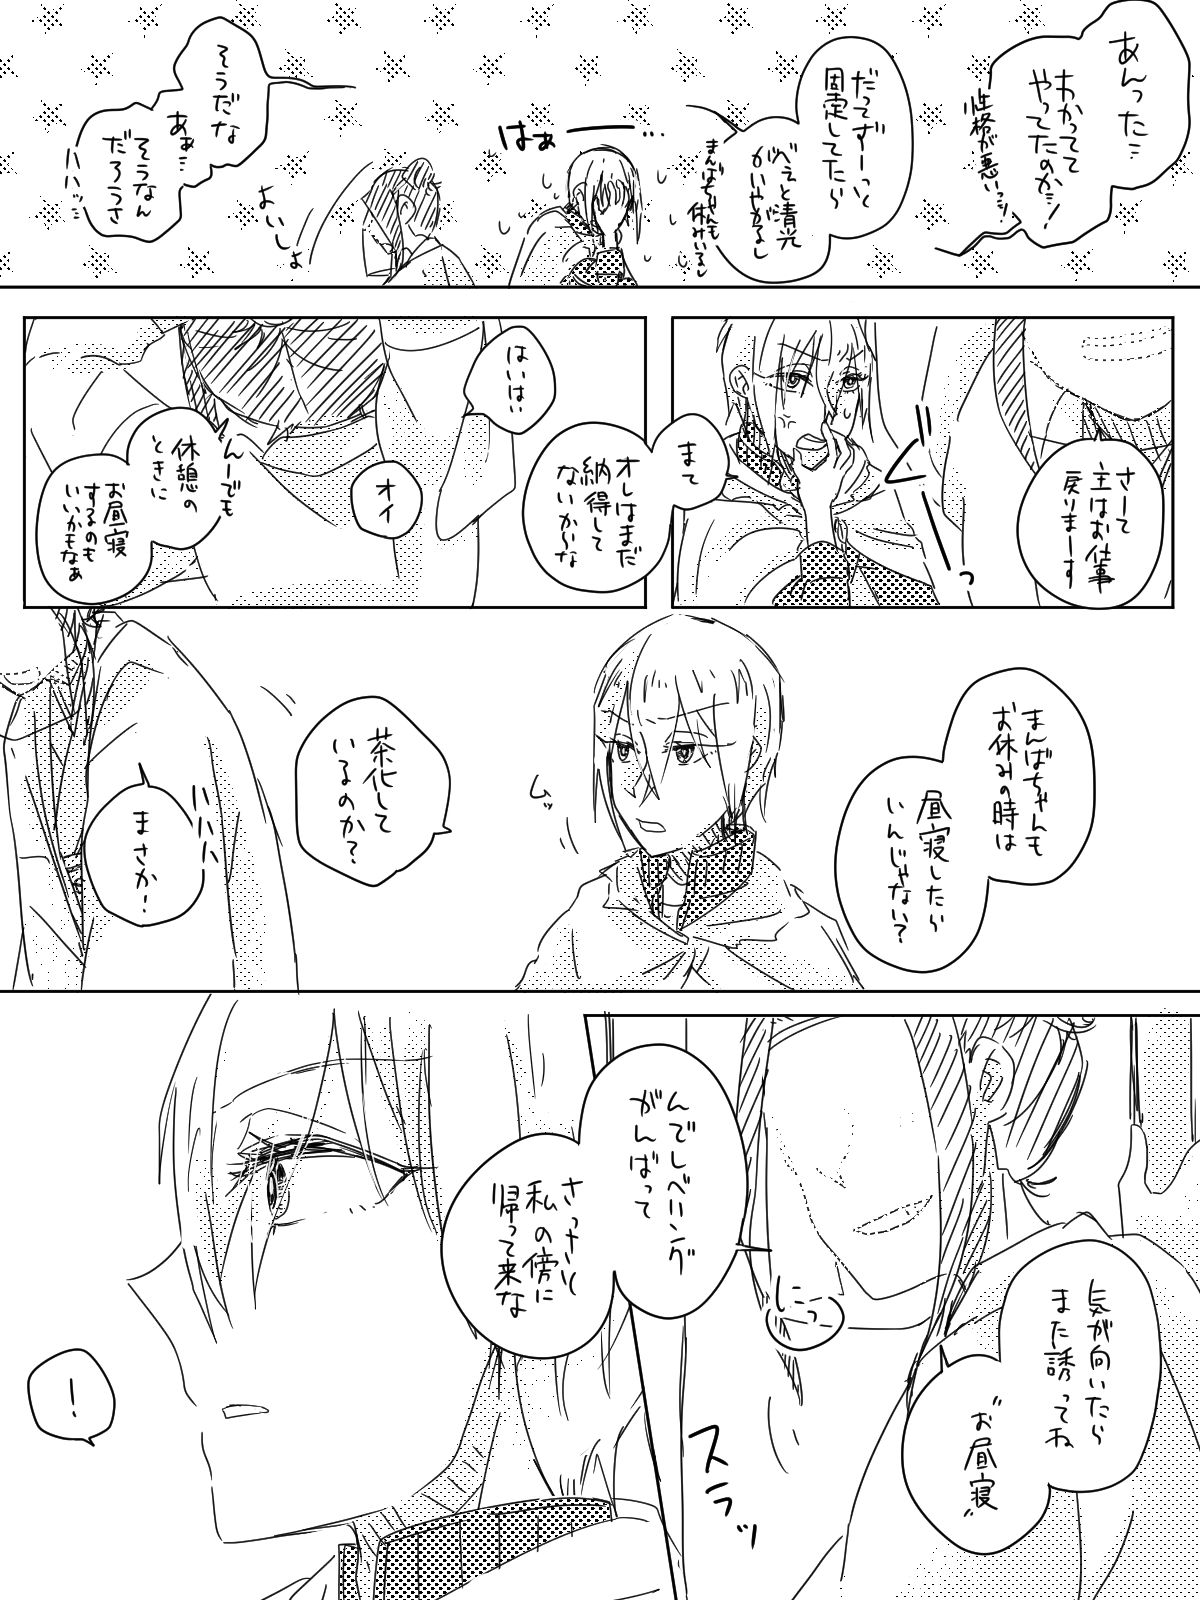 あんった…
わかってて
やってたのか…!
性格が悪いっッ
だってずーっと
固定してたら
べぇと清光
がいやがるし
まんばちゃんも
休みいるし
はぁー…
よいしょ
そうだな
あぁ…
そうなん
だろうさ
ハハッ…
さーて
主はお仕事
戻りまーす
まて
オレはまだ
納得して
ないからな
はいはい
オイ
んーでも
休憩の
ときに
お昼寝
するのも
いいかもなぁ
まんばちゃんも
お休みの時は
昼寝したら
いんじゃない?
ムッ
茶化して
いるのか?
ハハハ
まさか!
気が向いたら
また誘ってね
"お昼寝"
にっ
んでレベリング
がんばって
さっさと
私の傍に
帰って来な
スラッ
!